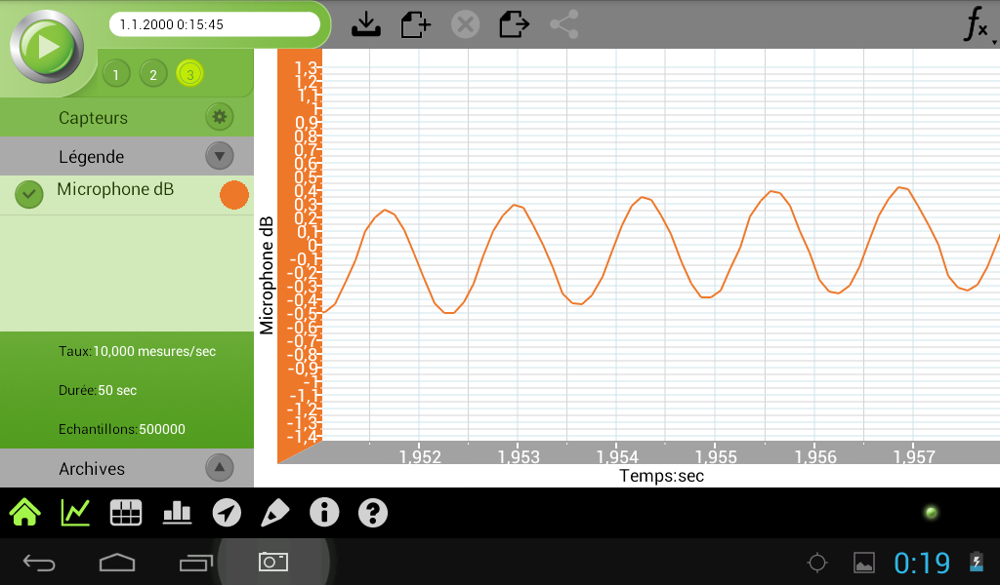 1.1.2000 0:15:45
1 2 3
Capteurs
Légende
Microphone dB
Taux:10,000 mesures/sec
Durée:50 sec
Echantillons:500000
Archives
fx
Microphone dB
1,3
1,2
1,1
1
0,9
0,8
0,7
0,6
0,5
0,4
0,3
0,2
0,1
0
-0,1
-0,2
-0,3
-0,4
-0,5
-0,6
-0,7
-0,8
-0,9
-1
-1,1
-1,2
-1,3
-1,4
1,952 1,953 1,954 1,955 1,956 1,957
Temps:sec
0:19